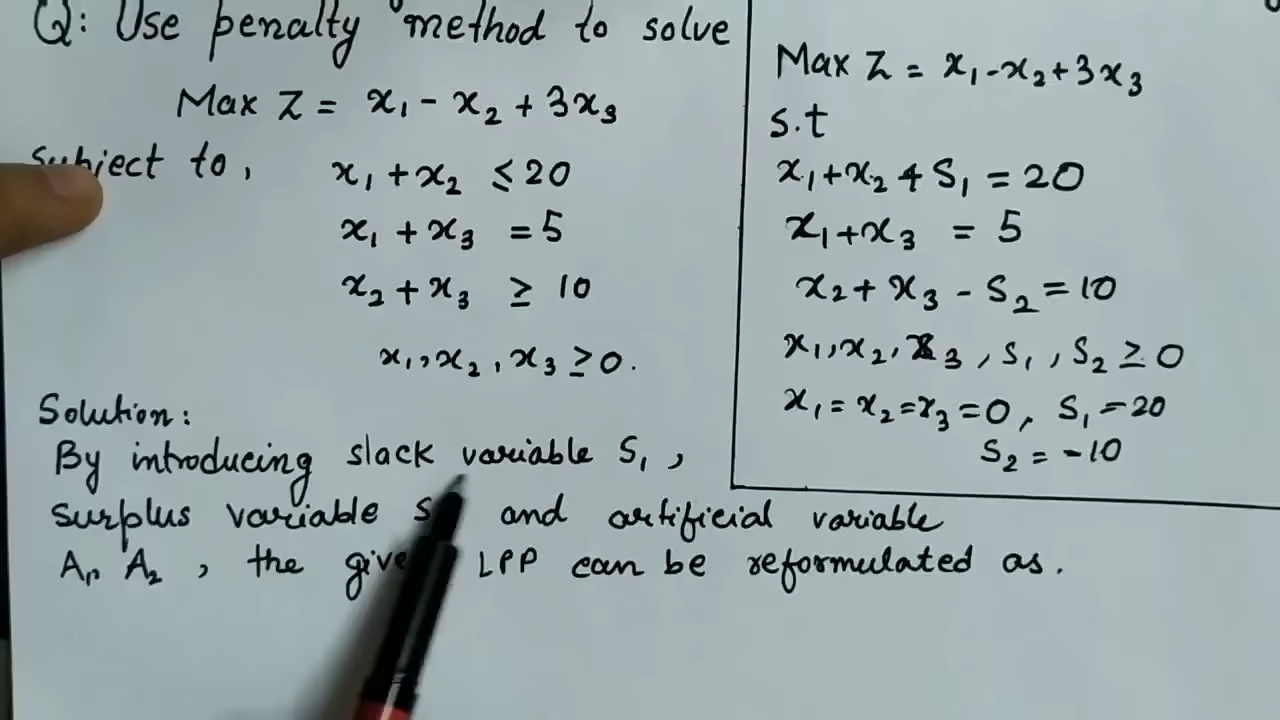 Q: Use penalty method to solve
Max Z = x₁ - x₂ + 3x₃
subject to,
x₁ + x₂ ≤ 20
x₁ + x₃ = 5
x₂ + x₃ ≥ 10
x₁, x₂, x₃ ≥ 0.
Solution:
By introducing slack variable S₁,
surplus variable and artificial variable
A₁, A₂, the LPP can be reformulated as.
Max Z = x₁ - x₂ + 3x₃
s.t
x₁ + x₂ + S₁ = 20
x₁ + x₃ = 5
x₂ + x₃ - S₂ = 10
x₁, x₂, x₃, S₁, S₂ ≥ 0
x₁ = x₂ = x₃ = 0, S₁ = 20
S₂ = -10